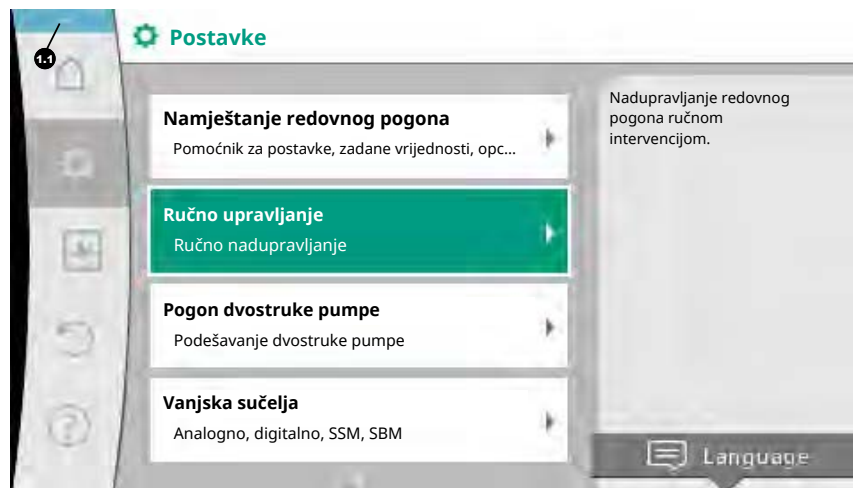 Postavke
1.1
Namještanje redovnog pogona
Pomoćnik za postavke, zadane vrijednosti, opc...
Ručno upravljanje
Ručno nadupravljanje
Pogon dvostruke pumpe
Podešavanje dvostruke pumpe
Vanjska sučelja
Analogno, digitalno, SSM, SBM
Nadupravljanje redovnog
pogona ručnom
intervencijom.
Language